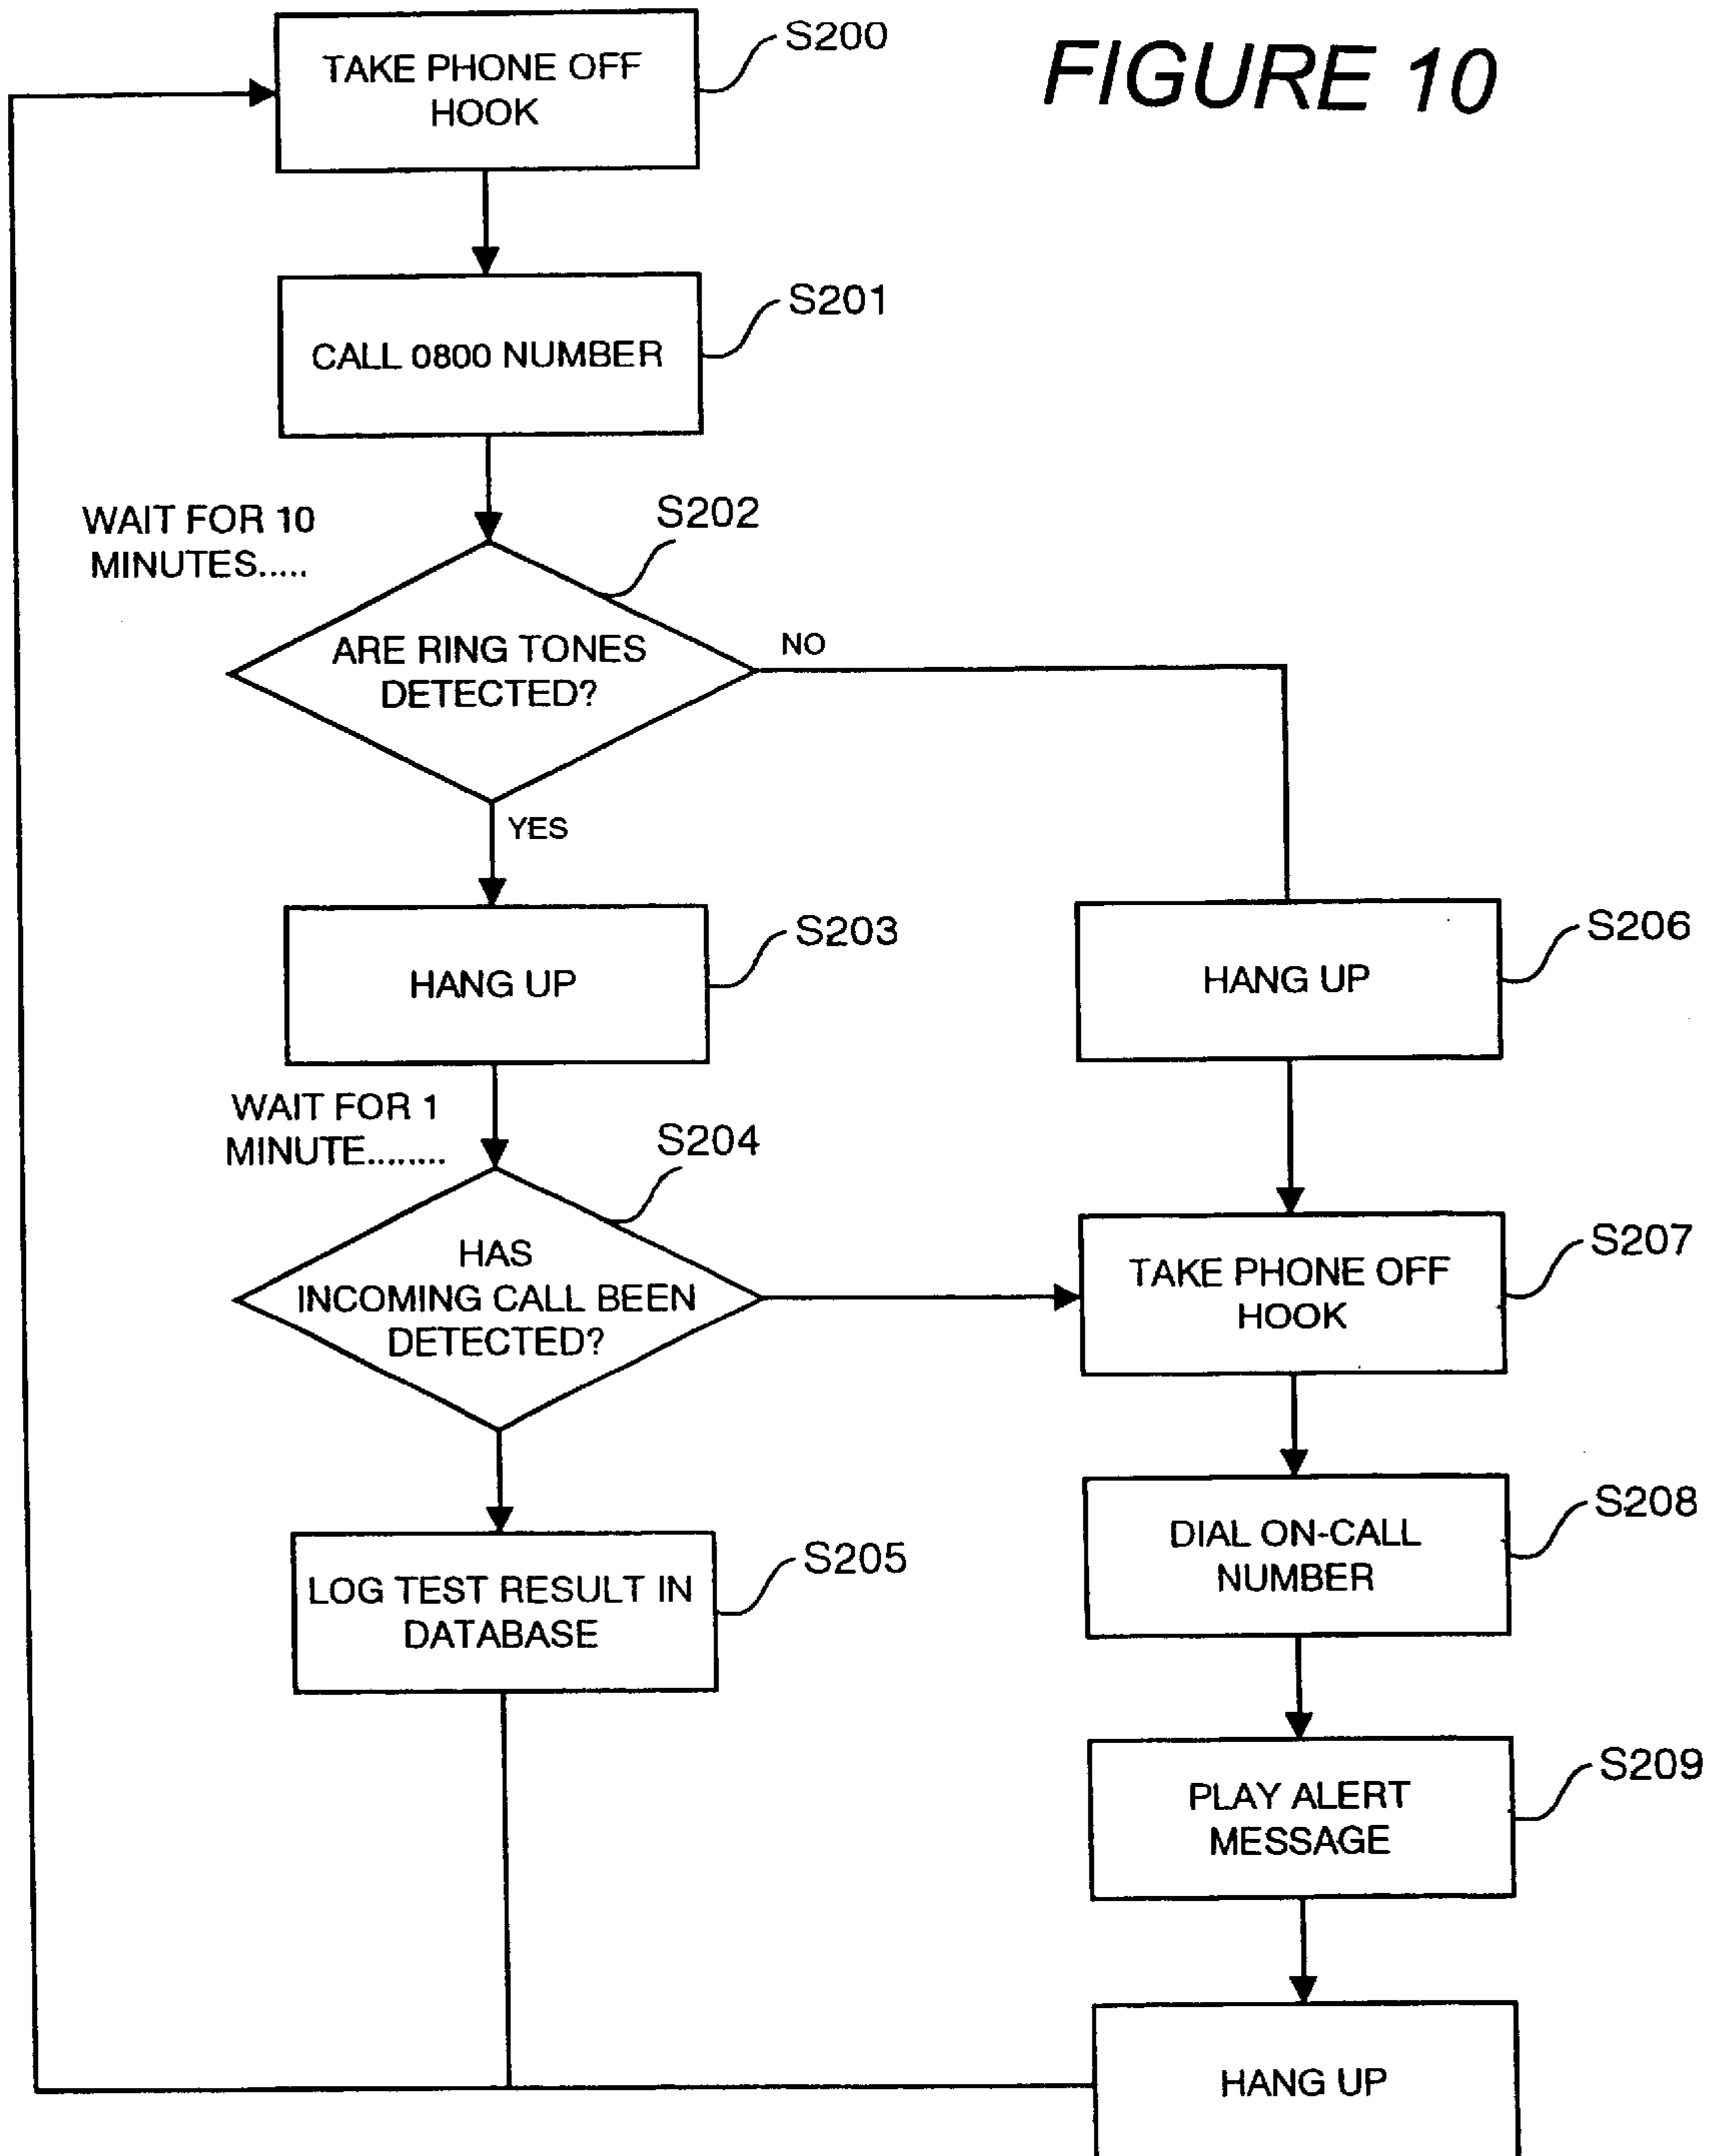 FIGURE 10
TAKE PHONE OFF
HOOK
S200
CALL 0800 NUMBER
S201
WAIT FOR 10
MINUTES.....
S202
ARE RING TONES
DETECTED?
NO
YES
HANG UP
S203
HANG UP
S206
WAIT FOR 1
MINUTE........
S204
HAS
INCOMING CALL BEEN
DETECTED?
TAKE PHONE OFF
HOOK
S207
LOG TEST RESULT IN
DATABASE
S205
DIAL ON-CALL
NUMBER
S208
PLAY ALERT
MESSAGE
S209
HANG UP